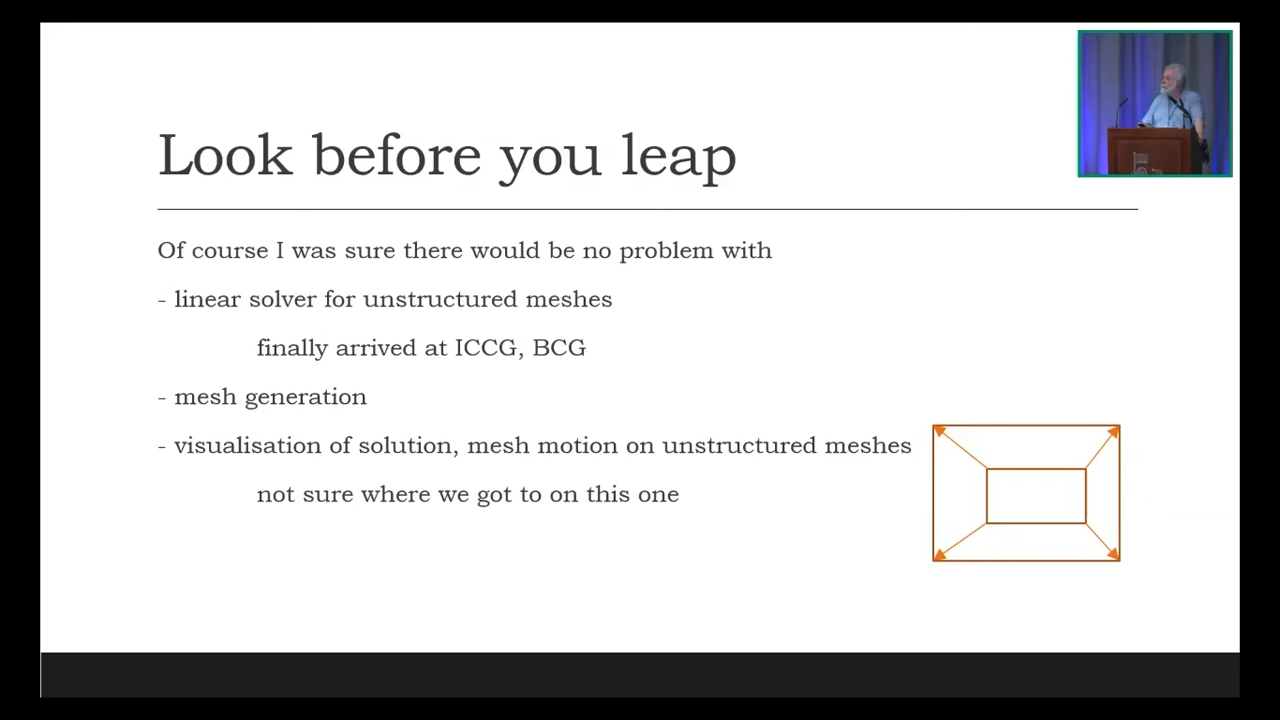 Look before you leap
Of course I was sure there would be no problem with
- linear solver for unstructured meshes
finally arrived at ICCG, BCG
- mesh generation
- visualisation of solution, mesh motion on unstructured meshes
not sure where we got to on this one